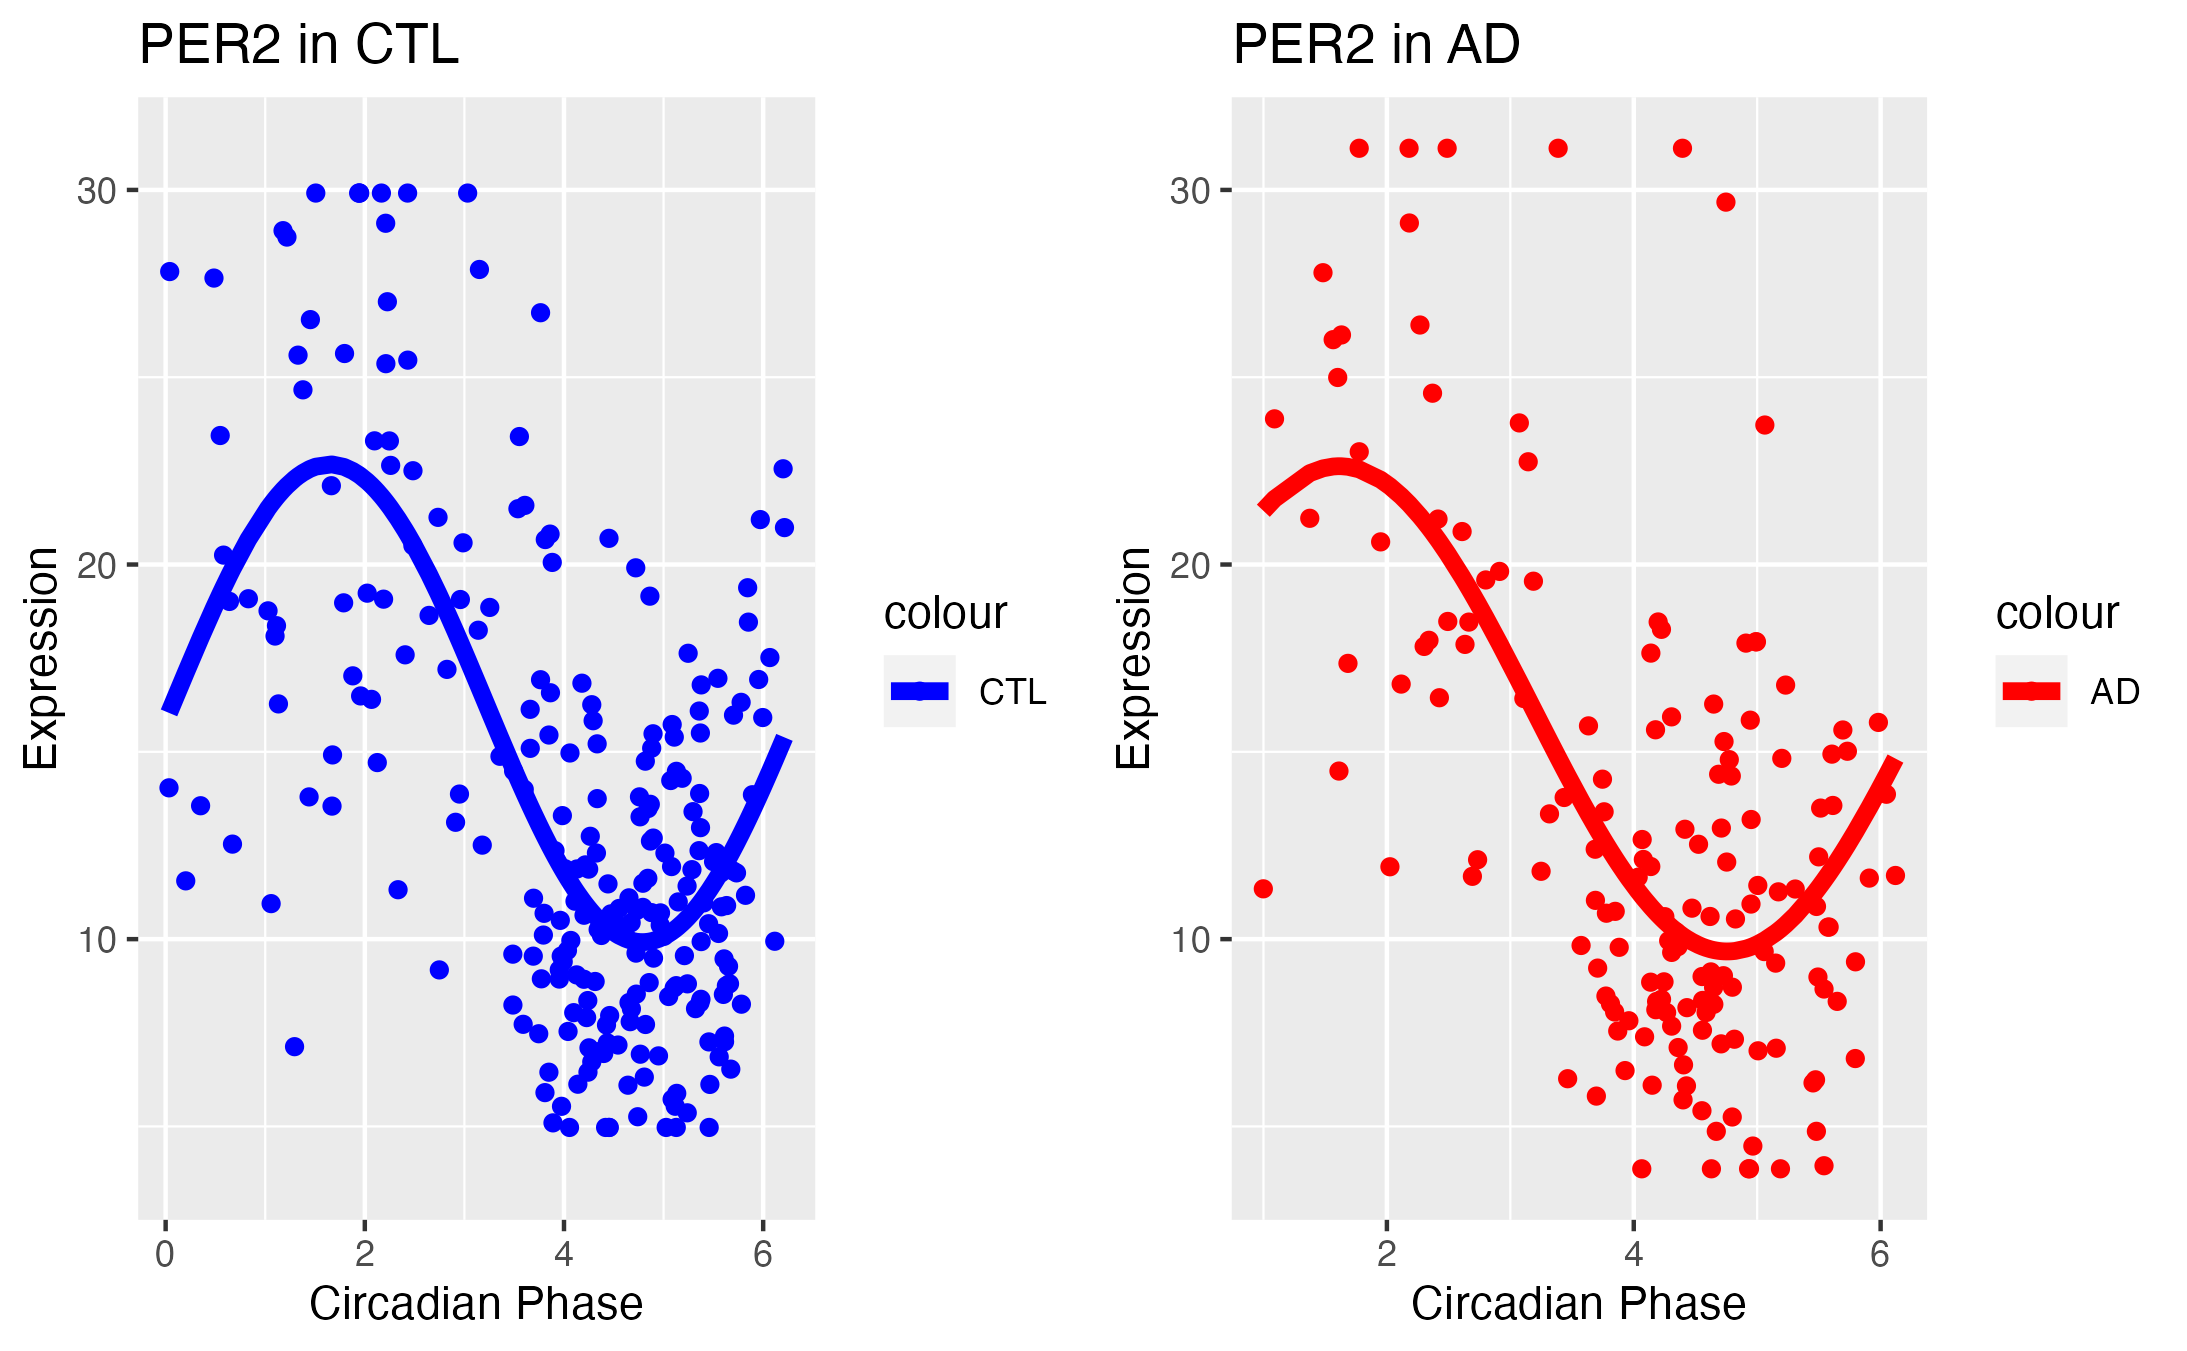 PER2 in CTL
30
20
10
Expression
0 2 4 6
Circadian Phase
colour
CTL
PER2 in AD
30
20
10
Expression
2 4 6
Circadian Phase
colour
AD